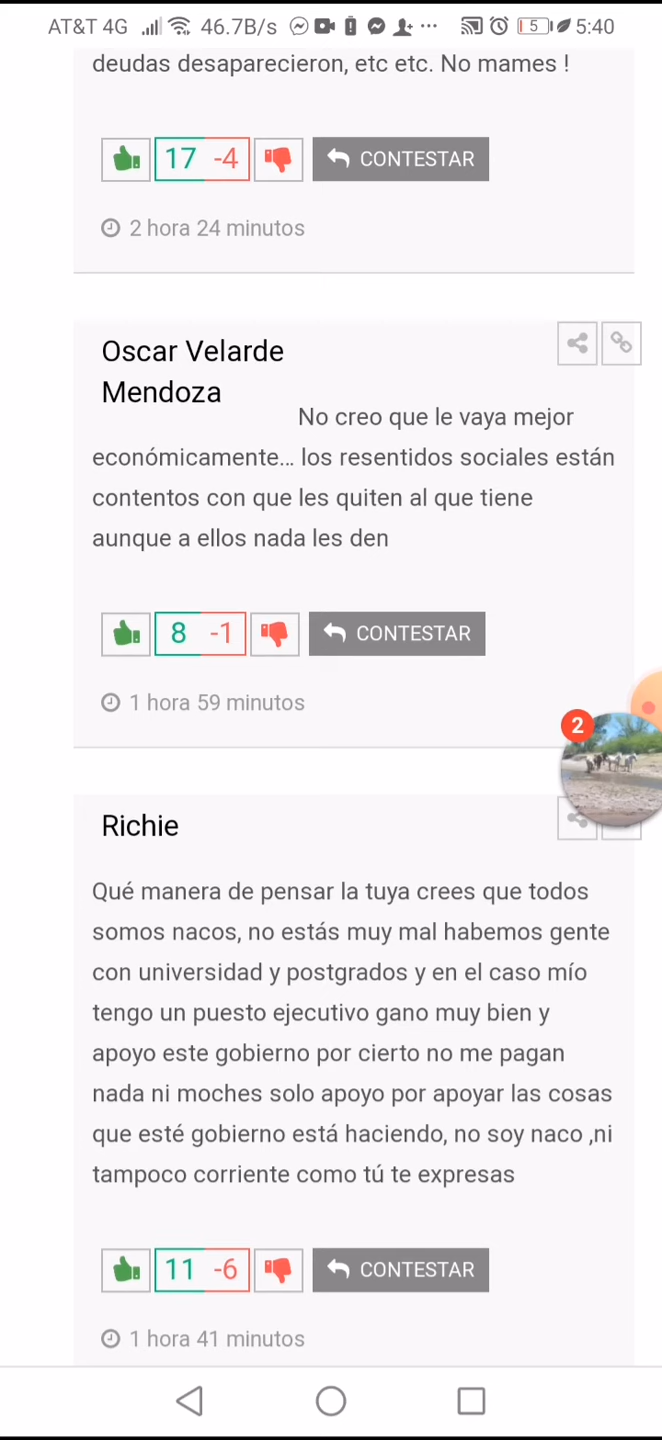 AT&T 4G 46.7B/s ... 5 5:40
deudas desaparecieron, etc etc. No mames !
17 -4 CONTESTAR
2 hora 24 minutos
Oscar Velarde
Mendoza
No creo que le vaya mejor
económicamente... los resentidos sociales están
contentos con que les quiten al que tiene
aunque a ellos nada les den
8 -1 CONTESTAR
1 hora 59 minutos
2
Richie
Qué manera de pensar la tuya crees que todos
somos nacos, no estás muy mal habemos gente
con universidad y postgrados y en el caso mío
tengo un puesto ejecutivo gano muy bien y
apoyo este gobierno por cierto no me pagan
nada ni moches solo apoyo por apoyar las cosas
que esté gobierno está haciendo, no soy naco ,ni
tampoco corriente como tú te expresas
11 -6 CONTESTAR
1 hora 41 minutos